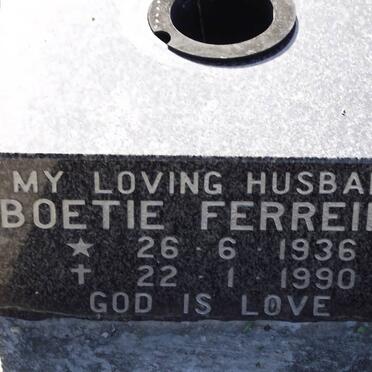 MY LOVING HUSBA
BOETIE FERREI
★ 26 - 6 - 1936
✝ 22 - 1 - 1990
GOD IS LOVE